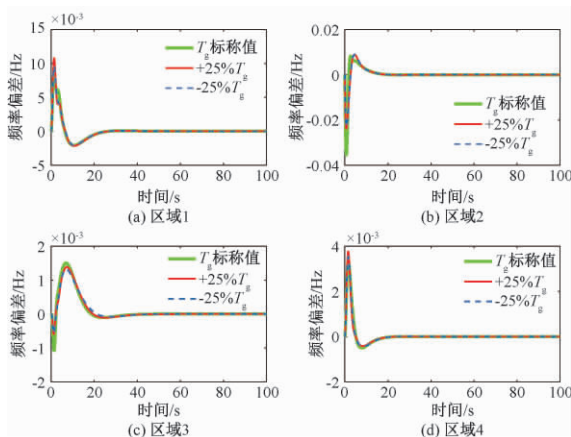 ×10⁻³
15
10
5
0
-5
频率偏差/Hz
T_g标称值
+25%T_g
-25%T_g
0 20 40 60 80 100
时间/s
(a) 区域1
0.02
0
-0.02
-0.04
频率偏差/Hz
T_g标称值
+25%T_g
-25%T_g
0 20 40 60 80 100
时间/s
(b) 区域2
×10⁻³
2
1
0
-1
-2
频率偏差/Hz
T_g标称值
+25%T_g
-25%T_g
0 20 40 60 80 100
时间/s
(c) 区域3
×10⁻³
4
2
0
-2
频率偏差/Hz
T_g标称值
+25%T_g
-25%T_g
0 20 40 60 80 100
时间/s
(d) 区域4